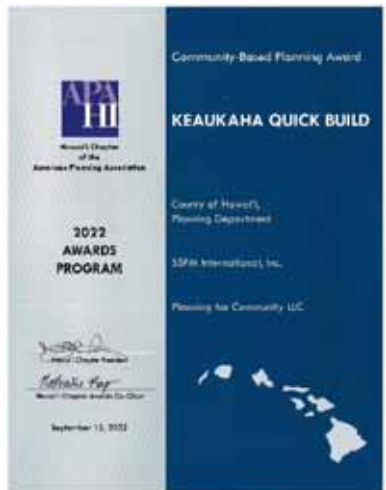 APA
HI
Hawai'i Chapter
of the
American Planning Association
2022
AWARDS
PROGRAM
Hawai'i Chapter President
Hawai'i Chapter Awards Co-Chair
September 15, 2022
Community-Based Planning Award
KEAUKAHA QUICK BUILD
County of Hawai'i,
Planning Department
SSFM International, Inc.
Planning for Community LLC